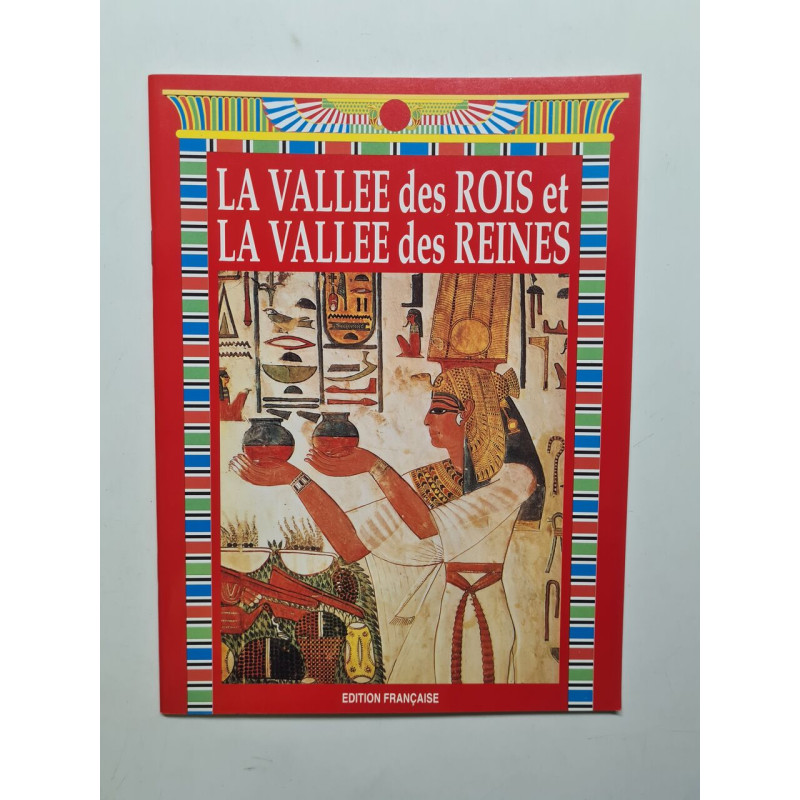 LA VALLEE des ROIS et
LA VALLEE des REINES
EDITION FRANÇAISE